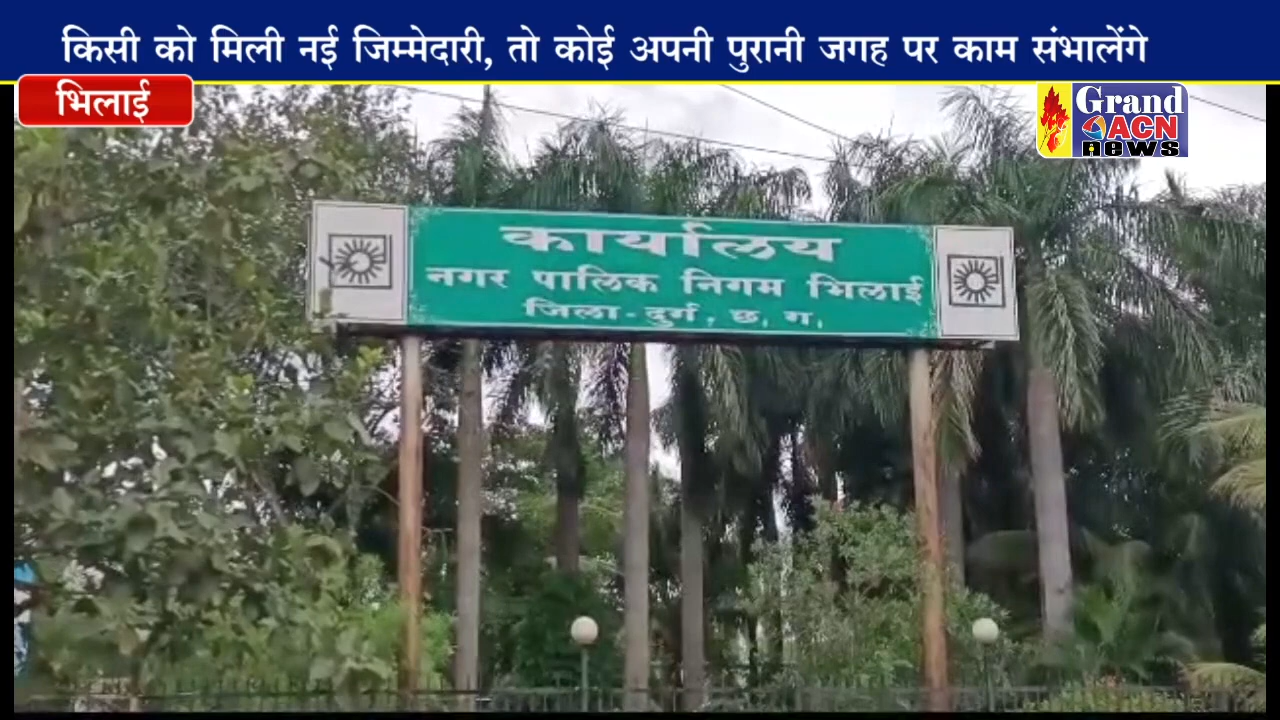 किसी को मिली नई जिम्मेदारी, तो कोई अपनी पुरानी जगह पर काम संभालेंगे
भिलाई
Grand
ACN
news
कार्यालय
नगर पालिक निगम भिलाई
जिला - दुर्ग, छ. ग.